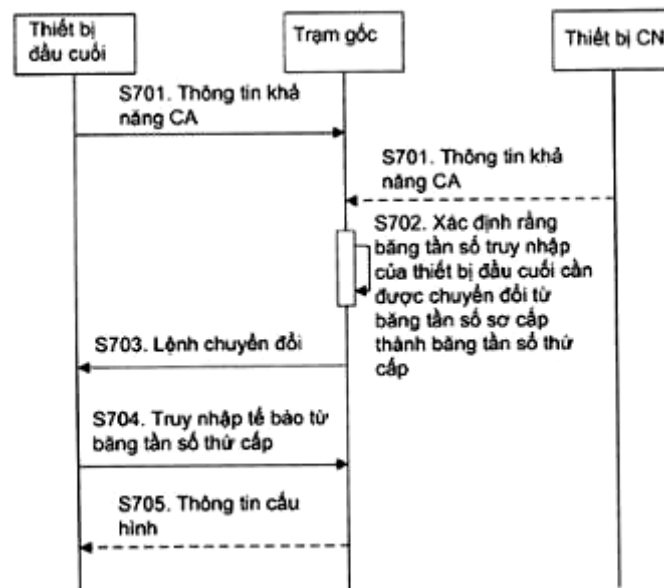 Thiết bị
đầu cuối
Trạm gốc
Thiết bị CN
S701. Thông tin khả
năng CA
S701. Thông tin khả
năng CA
S702. Xác định rằng
băng tần số truy nhập
của thiết bị đầu cuối cần
được chuyển đổi từ
băng tần số sơ cấp
thành băng tần số thứ
cấp
S703. Lệnh chuyển đổi
S704. Truy nhập tế bào từ
băng tần số thứ cấp
S705. Thông tin cấu
hình